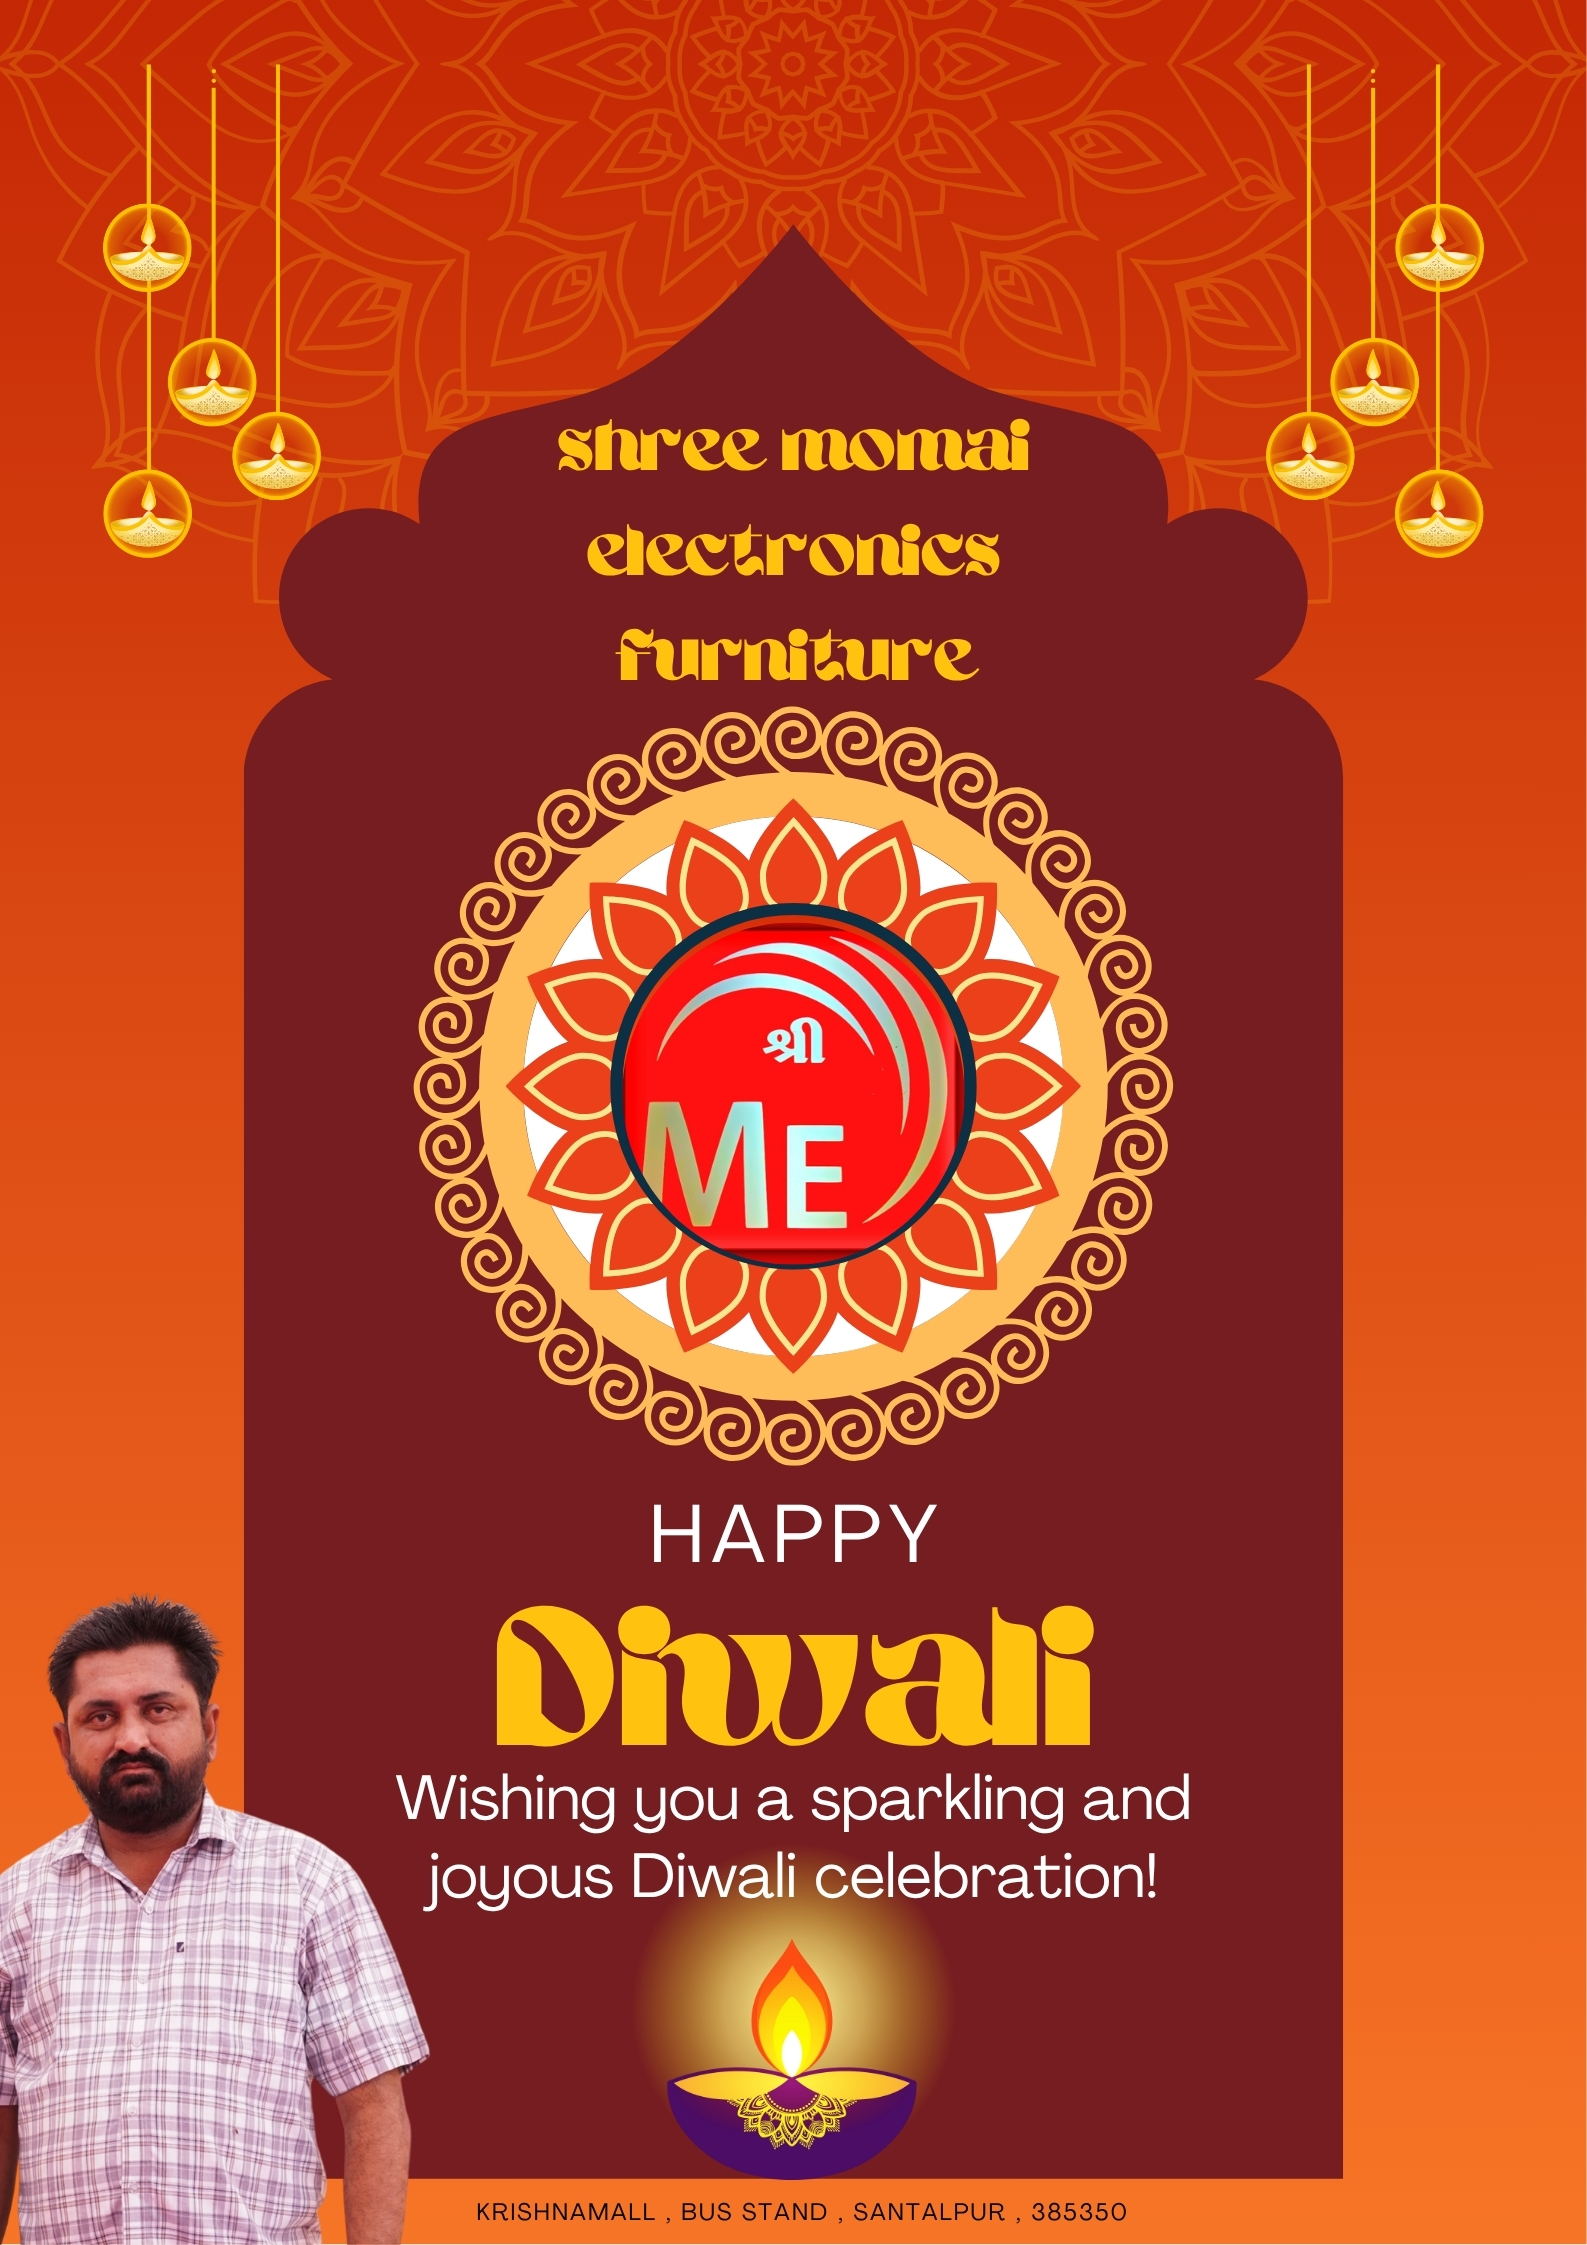 shree momai
electronics
furniture
શ્રી
ME
HAPPY
Diwali
Wishing you a sparkling and
joyous Diwali celebration!
KRISHNAMALL , BUS STAND , SANTALPUR , 385350